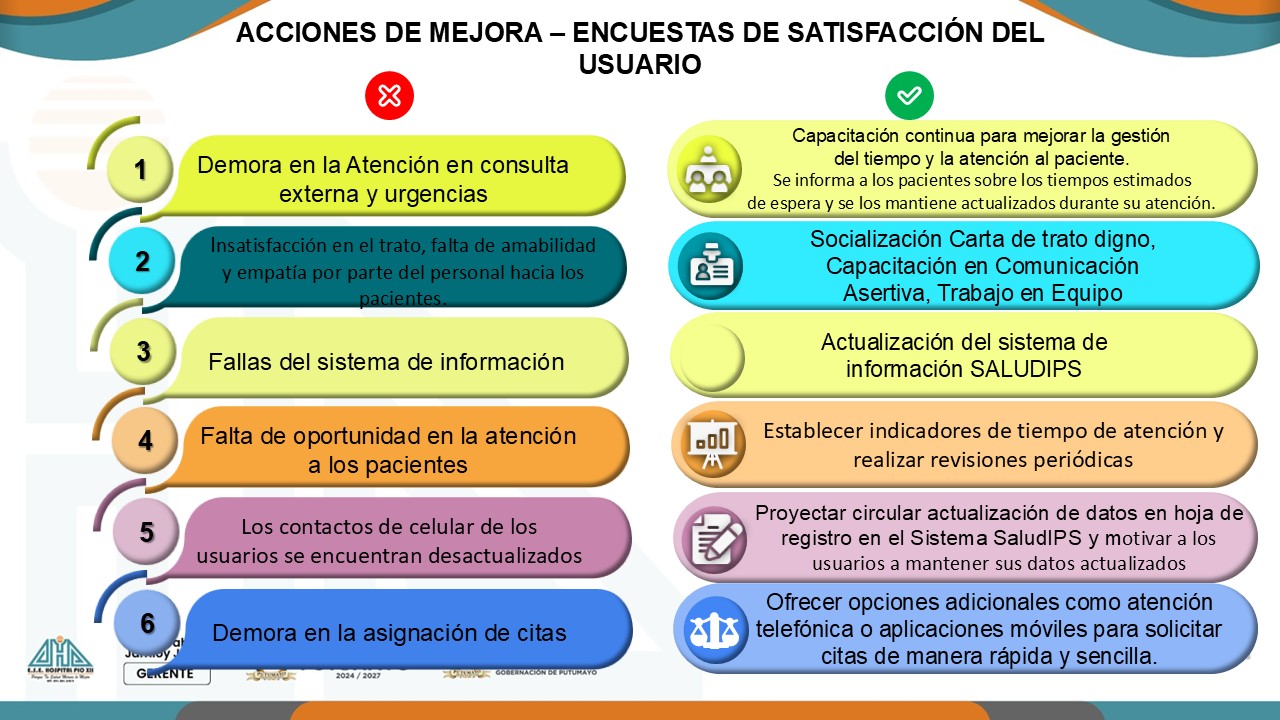 ACCIONES DE MEJORA – ENCUESTAS DE SATISFACCIÓN DEL
USUARIO
1
Demora en la Atención en consulta
externa y urgencias
Capacitación continua para mejorar la gestión
del tiempo y la atención al paciente.
Se informa a los pacientes sobre los tiempos estimados
de espera y se los mantiene actualizados durante su atención.
2
Insatisfacción en el trato, falta de amabilidad
y empatía por parte del personal hacia los
pacientes.
Socialización Carta de trato digno,
Capacitación en Comunicación
Asertiva, Trabajo en Equipo
3
Fallas del sistema de información
Actualización del sistema de
información SALUDIPS
4
Falta de oportunidad en la atención
a los pacientes
Establecer indicadores de tiempo de atención y
realizar revisiones periódicas
5
Los contactos de celular de los
usuarios se encuentran desactualizados
Proyectar circular actualización de datos en hoja de
registro en el Sistema SaludIPS y motivar a los
usuarios a mantener sus datos actualizados
6
Demora en la asignación de citas
Ofrecer opciones adicionales como atención
telefónica o aplicaciones móviles para solicitar
citas de manera rápida y sencilla.
E.S.E. HOSPITAL PIO XII
GERENTE
2024 / 2027
GOBERNACIÓN DE PUTUMAYO